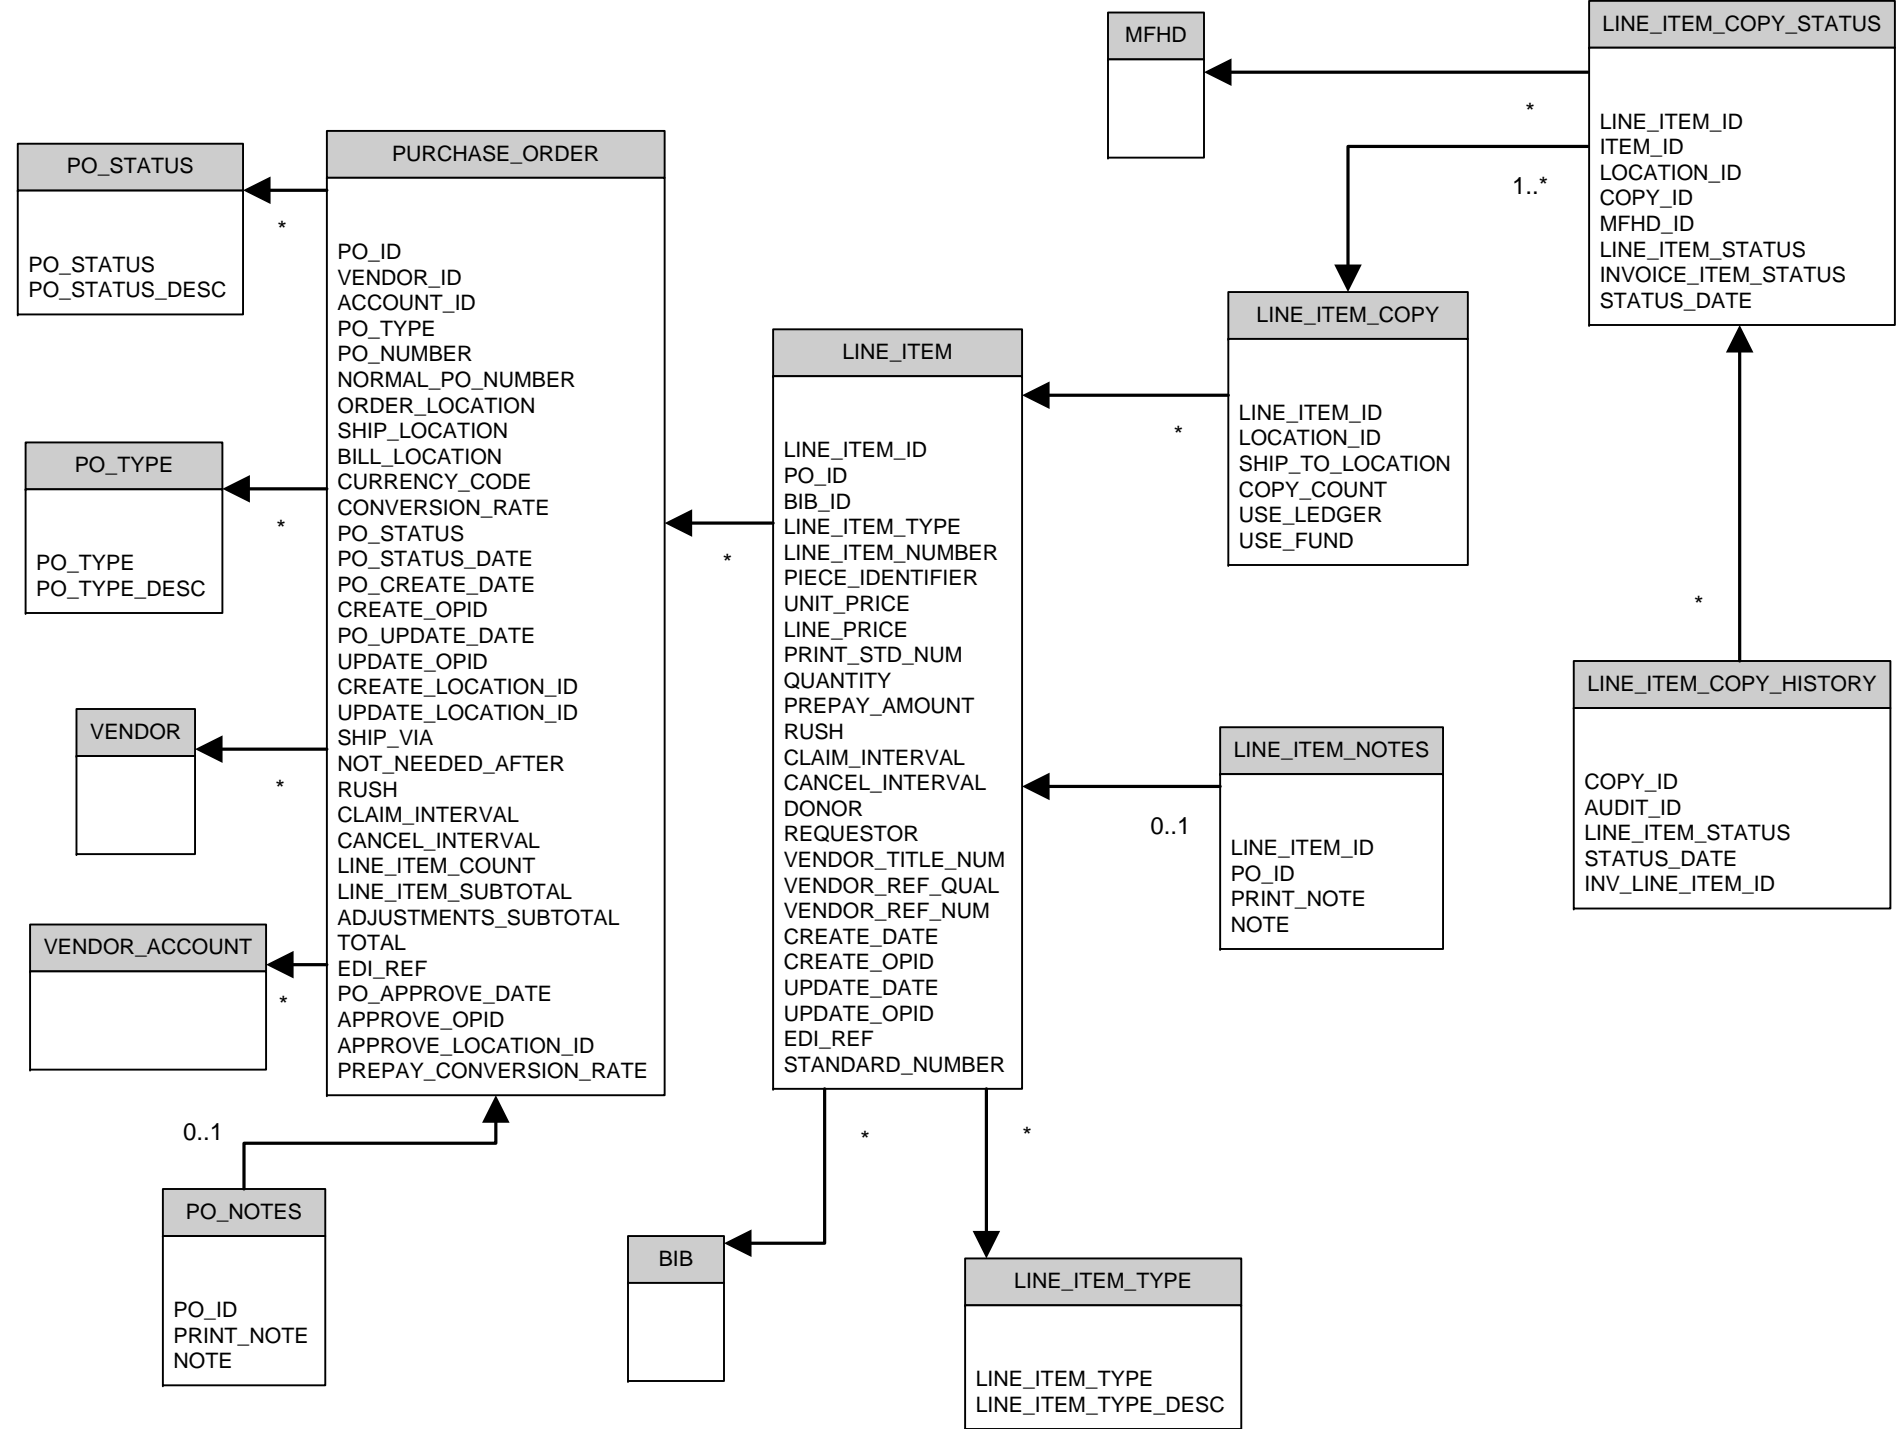 MFHD
*
LINE_ITEM_COPY_STATUS
LINE_ITEM_ID
ITEM_ID
LOCATION_ID
COPY_ID
MFHD_ID
LINE_ITEM_STATUS
INVOICE_ITEM_STATUS
STATUS_DATE
1..*
PO_STATUS
PO_STATUS
PO_STATUS_DESC
*
PO_TYPE
PO_TYPE
PO_TYPE_DESC
*
VENDOR
*
VENDOR_ACCOUNT
*
PURCHASE_ORDER
PO_ID
VENDOR_ID
ACCOUNT_ID
PO_TYPE
PO_NUMBER
NORMAL_PO_NUMBER
ORDER_LOCATION
SHIP_LOCATION
BILL_LOCATION
CURRENCY_CODE
CONVERSION_RATE
PO_STATUS
PO_STATUS_DATE
PO_CREATE_DATE
CREATE_OPID
PO_UPDATE_DATE
UPDATE_OPID
CREATE_LOCATION_ID
UPDATE_LOCATION_ID
SHIP_VIA
NOT_NEEDED_AFTER
RUSH
CLAIM_INTERVAL
CANCEL_INTERVAL
LINE_ITEM_COUNT
LINE_ITEM_SUBTOTAL
ADJUSTMENTS_SUBTOTAL
TOTAL
EDI_REF
PO_APPROVE_DATE
APPROVE_OPID
APPROVE_LOCATION_ID
PREPAY_CONVERSION_RATE
0..1
PO_NOTES
PO_ID
PRINT_NOTE
NOTE
*
LINE_ITEM
LINE_ITEM_ID
PO_ID
BIB_ID
LINE_ITEM_TYPE
LINE_ITEM_NUMBER
PIECE_IDENTIFIER
UNIT_PRICE
LINE_PRICE
PRINT_STD_NUM
QUANTITY
PREPAY_AMOUNT
RUSH
CLAIM_INTERVAL
CANCEL_INTERVAL
DONOR
REQUESTOR
VENDOR_TITLE_NUM
VENDOR_REF_QUAL
VENDOR_REF_NUM
CREATE_DATE
CREATE_OPID
UPDATE_DATE
UPDATE_OPID
EDI_REF
STANDARD_NUMBER
*
*
BIB
LINE_ITEM_TYPE
LINE_ITEM_TYPE
LINE_ITEM_TYPE_DESC
LINE_ITEM_COPY
LINE_ITEM_ID
LOCATION_ID
SHIP_TO_LOCATION
COPY_COUNT
USE_LEDGER
USE_FUND
*
LINE_ITEM_NOTES
LINE_ITEM_ID
PO_ID
PRINT_NOTE
NOTE
0..1
*
LINE_ITEM_COPY_HISTORY
COPY_ID
AUDIT_ID
LINE_ITEM_STATUS
STATUS_DATE
INV_LINE_ITEM_ID